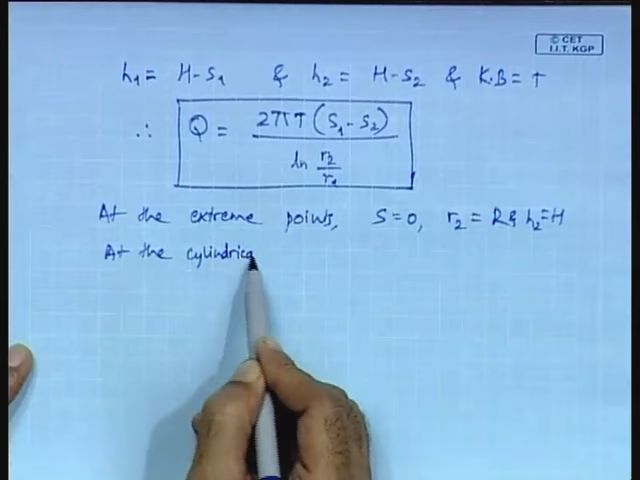 © CET
I.I.T. KGP
h₁ = H-S₁ & h₂ = H-S₂ & K.B = T
∴ Q = 2πT (S₁ - S₂) / ln r₂/r₁
At the extreme points, S=0, r₂ = R & h₂=H
At the cylindrica